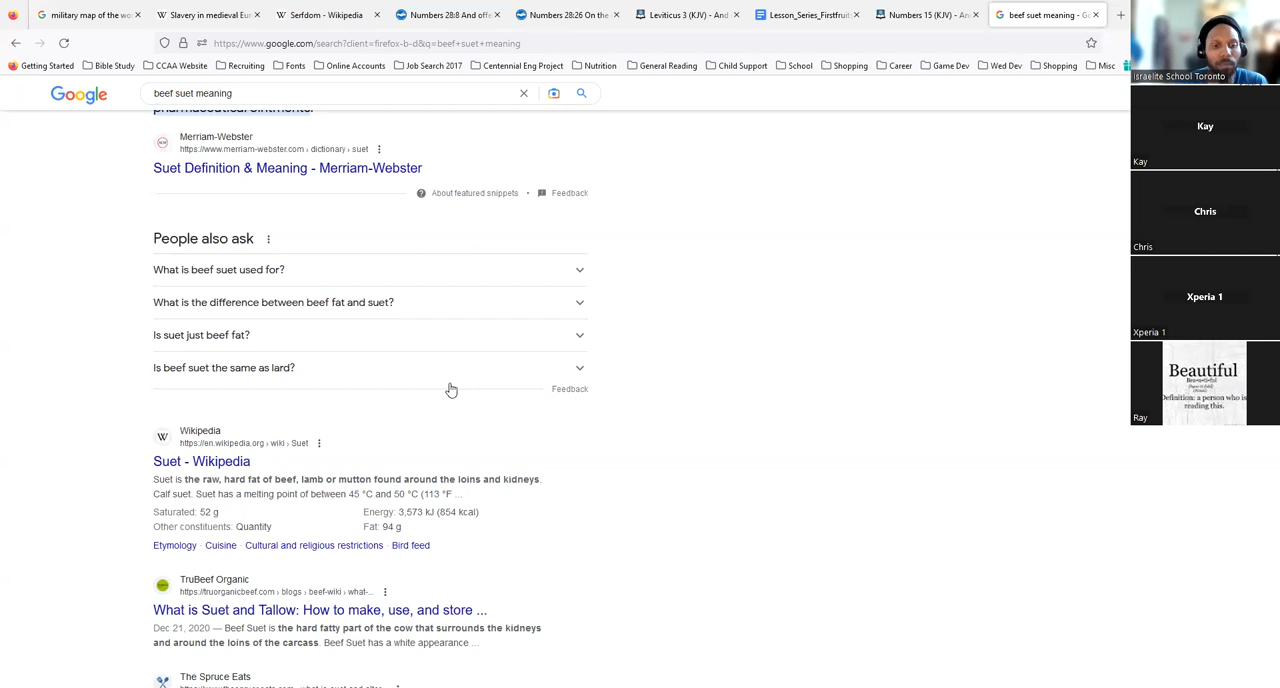 military map of the wo
Slavery in medieval Eu
Serfdom - Wikipedia
Numbers 28:8 And offe
Numbers 28:26 On the
Leviticus 3 (KJV) - And
Lesson_Series_Firstfruits
Numbers 15 (KJV) - An
beef suet meaning - Go
https://www.google.com/search?client=firefox-b-d&q=beef+suet+meaning
Getting Started
Bible Study
CCAA Website
Recruiting
Fonts
Online Accounts
Job Search 2017
Centennial Eng Project
Nutrition
General Reading
Child Support
School
Shopping
Career
Game Dev
Wed Dev
Shopping
Misc
Google
beef suet meaning
pharmaceutical ointments.
Merriam-Webster
https://www.merriam-webster.com › dictionary › suet
Suet Definition & Meaning - Merriam-Webster
About featured snippets
Feedback
People also ask
What is beef suet used for?
What is the difference between beef fat and suet?
Is suet just beef fat?
Is beef suet the same as lard?
Feedback
Wikipedia
https://en.wikipedia.org › wiki › Suet
Suet - Wikipedia
Suet is the raw, hard fat of beef, lamb or mutton found around the loins and kidneys.
Calf suet. Suet has a melting point of between 45 °C and 50 °C (113 °F ...
Saturated: 52 g
Energy: 3,573 kJ (854 kcal)
Other constituents: Quantity
Fat: 94 g
Etymology · Cuisine · Cultural and religious restrictions · Bird feed
TruBeef Organic
https://truorganicbeef.com › blogs › beef-wiki › what-...
What is Suet and Tallow: How to make, use, and store ...
Dec 21, 2020 — Beef Suet is the hard fatty part of the cow that surrounds the kidneys
and around the loins of the carcass. Beef Suet has a white appearance ...
The Spruce Eats
Israelite School Toronto
Kay
Kay
Chris
Chris
Xperia 1
Xperia 1
Beautiful
Definition: a person who is
reading this.
Ray